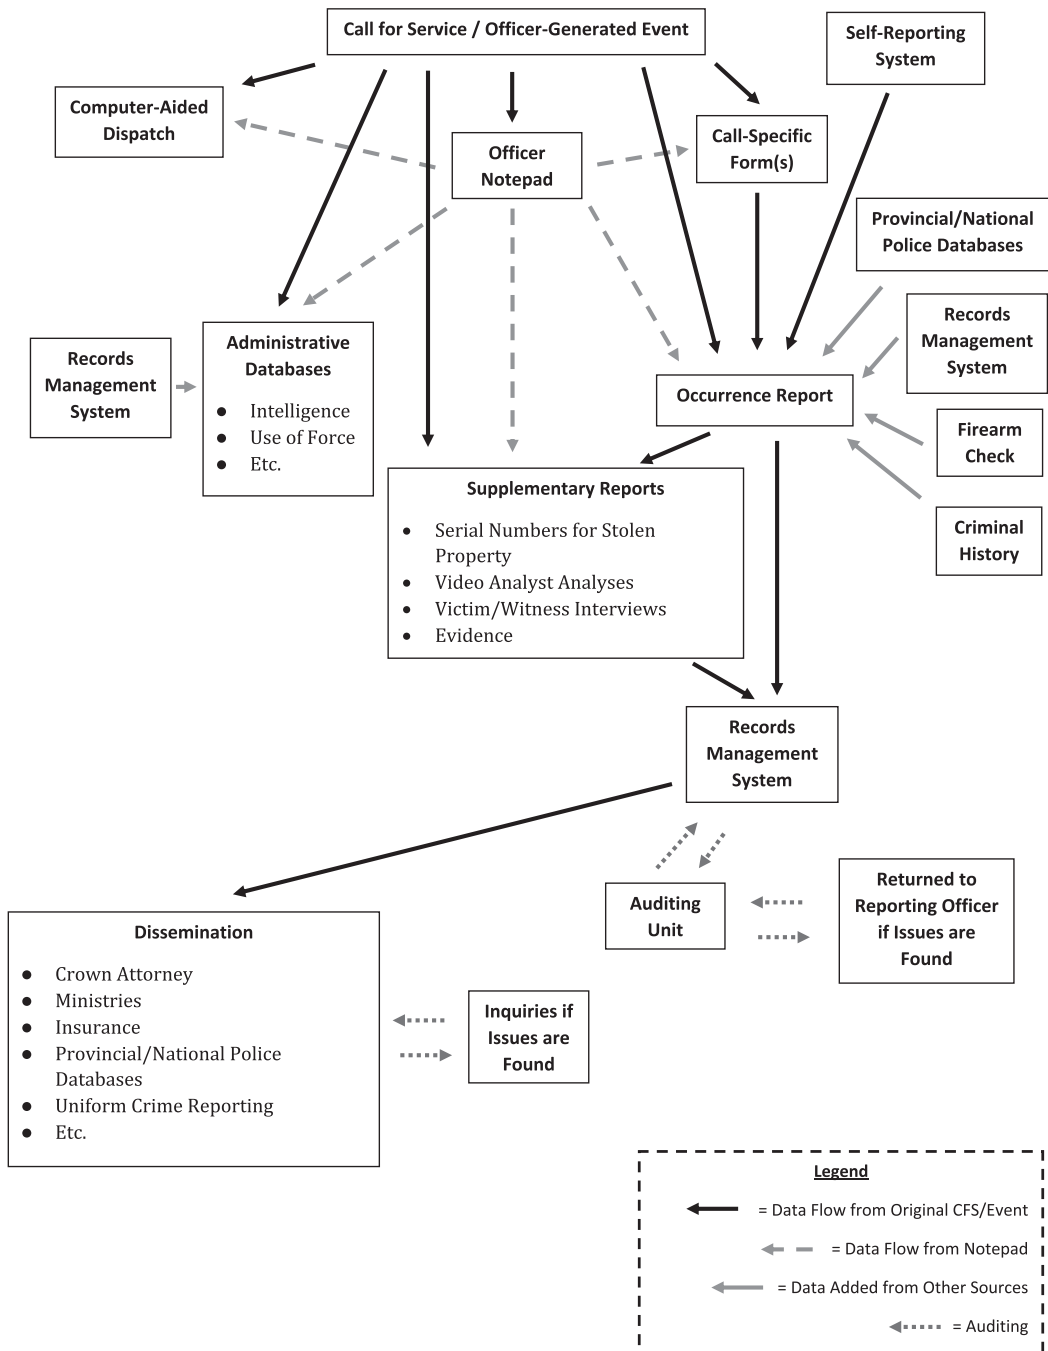 Call for Service / Officer-Generated Event
Self-Reporting
System
Computer-Aided
Dispatch
Officer
Notepad
Call-Specific
Form(s)
Provincial/National
Police Databases
Records
Management
System
Administrative
Databases
● Intelligence
● Use of Force
● Etc.
Records
Management
System
Occurrence Report
Firearm
Check
Criminal
History
Supplementary Reports
● Serial Numbers for Stolen
Property
● Video Analyst Analyses
● Victim/Witness Interviews
● Evidence
Records
Management
System
Auditing
Unit
Returned to
Reporting Officer
if Issues are
Found
Dissemination
● Crown Attorney
● Ministries
● Insurance
● Provincial/National Police
Databases
● Uniform Crime Reporting
● Etc.
Inquiries if
Issues are
Found
Legend
= Data Flow from Original CFS/Event
= Data Flow from Notepad
= Data Added from Other Sources
= Auditing